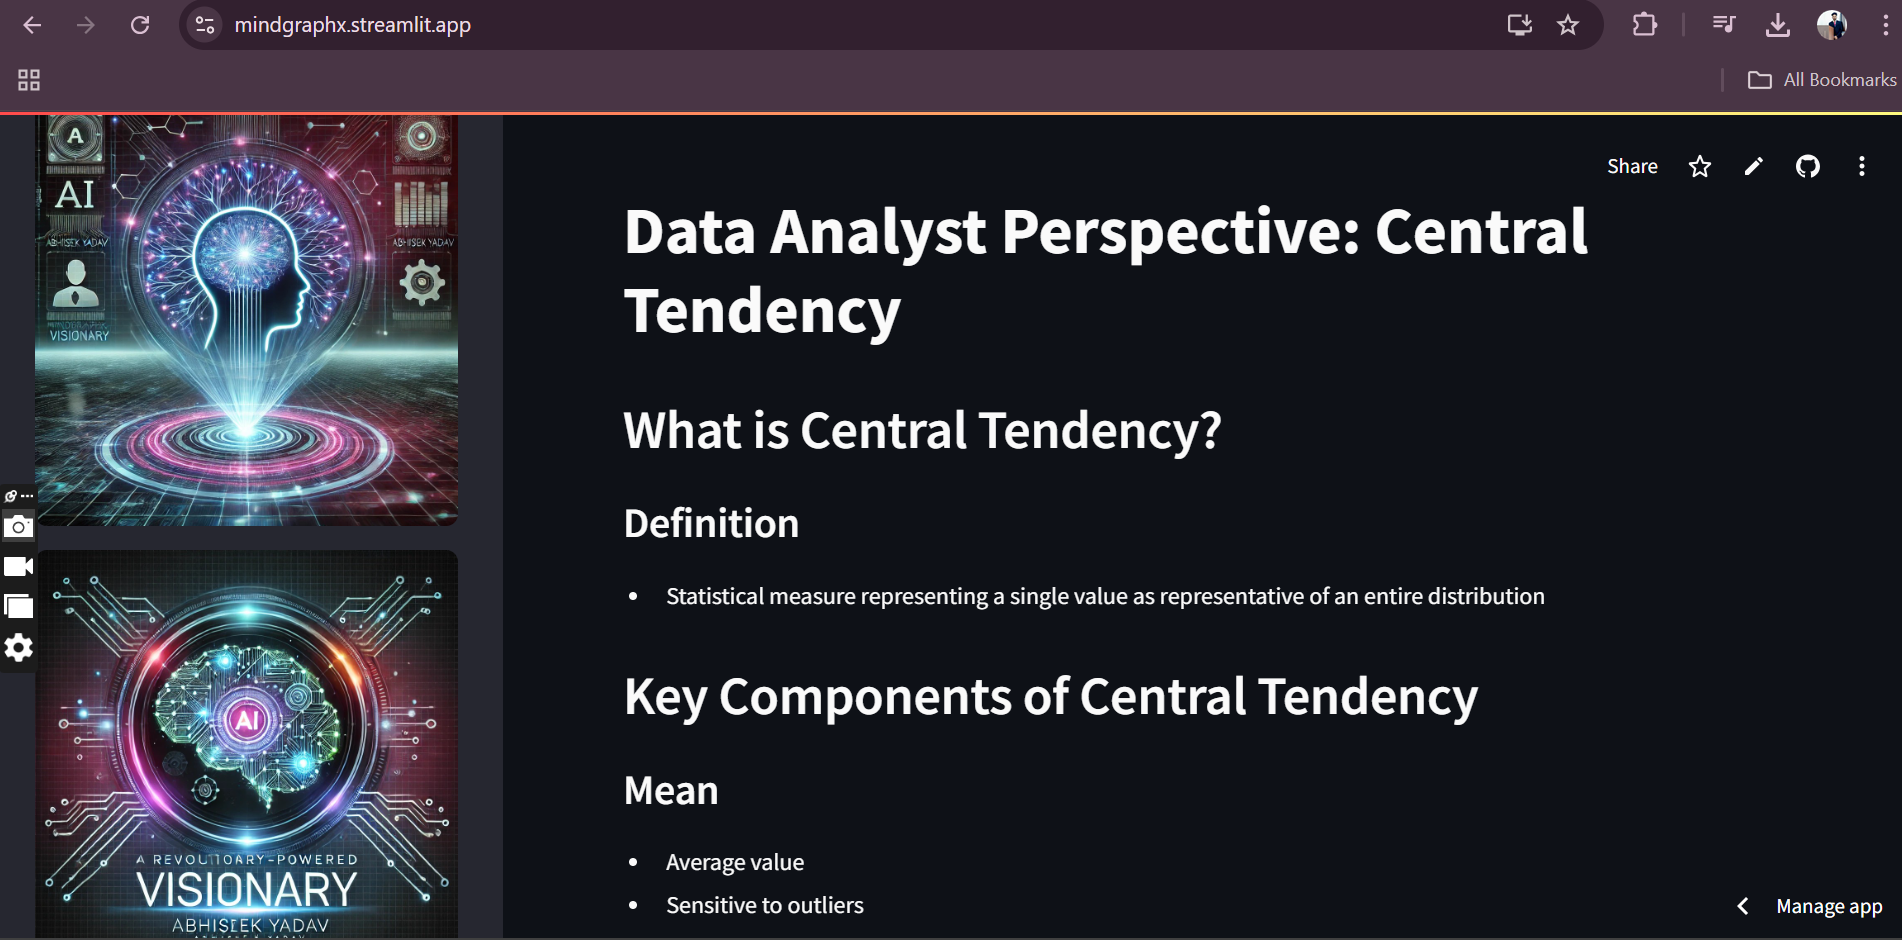 mindgraphx.streamlit.app
All Bookmarks
A
AI
ABHISEK YADAV
ABHISEK YADAV
VISIONARY
AI
VISIONARY
ABHISEEK YADAV
Share
Data Analyst Perspective: Central
Tendency
What is Central Tendency?
Definition
• Statistical measure representing a single value as representative of an entire distribution
Key Components of Central Tendency
Mean
• Average value
• Sensitive to outliers
Manage app